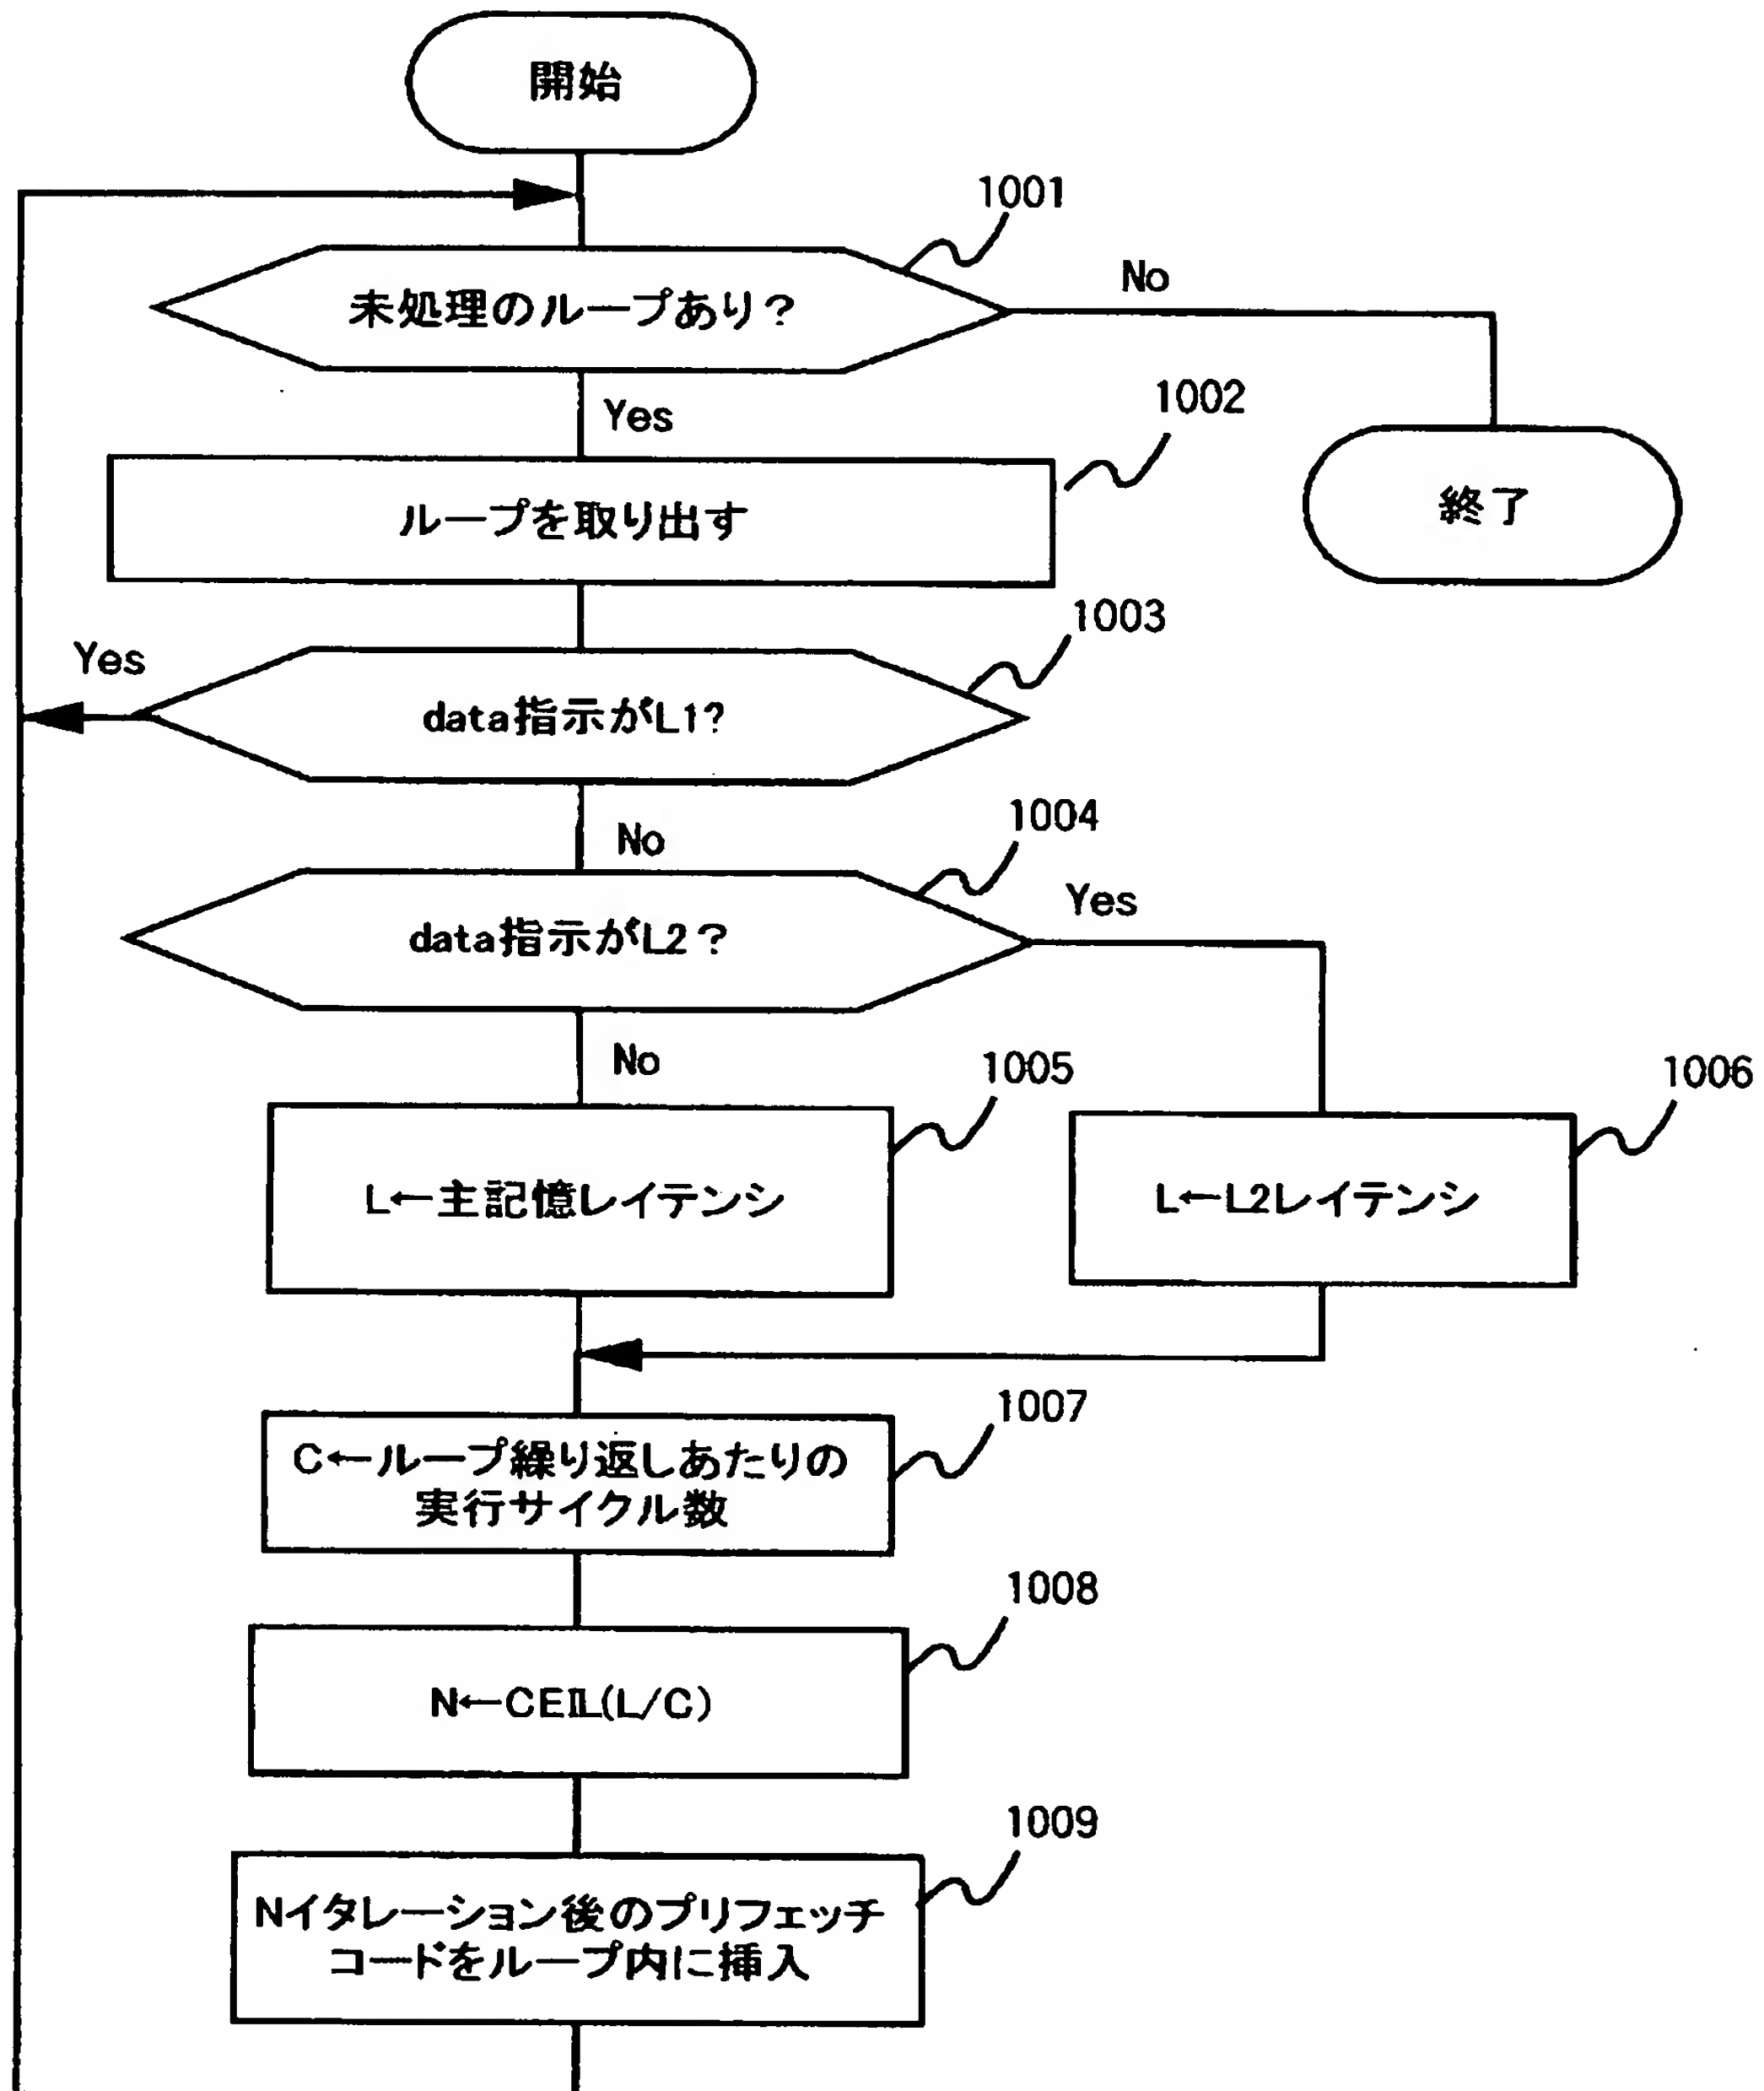 開始
1001
No
未処理のループあり?
Yes
1002
ループを取り出す
終了
1003
Yes
data指示がL1?
1004
No
Yes
data指示がL2?
No
1005
1006
L←主記憶レイテンシ
L←L2レイテンシ
1007
C←ループ繰り返しあたりの
実行サイクル数
1008
N←CEIL(L/C)
1009
Nイタレーション後のプリフェッチ
コードをループ内に挿入